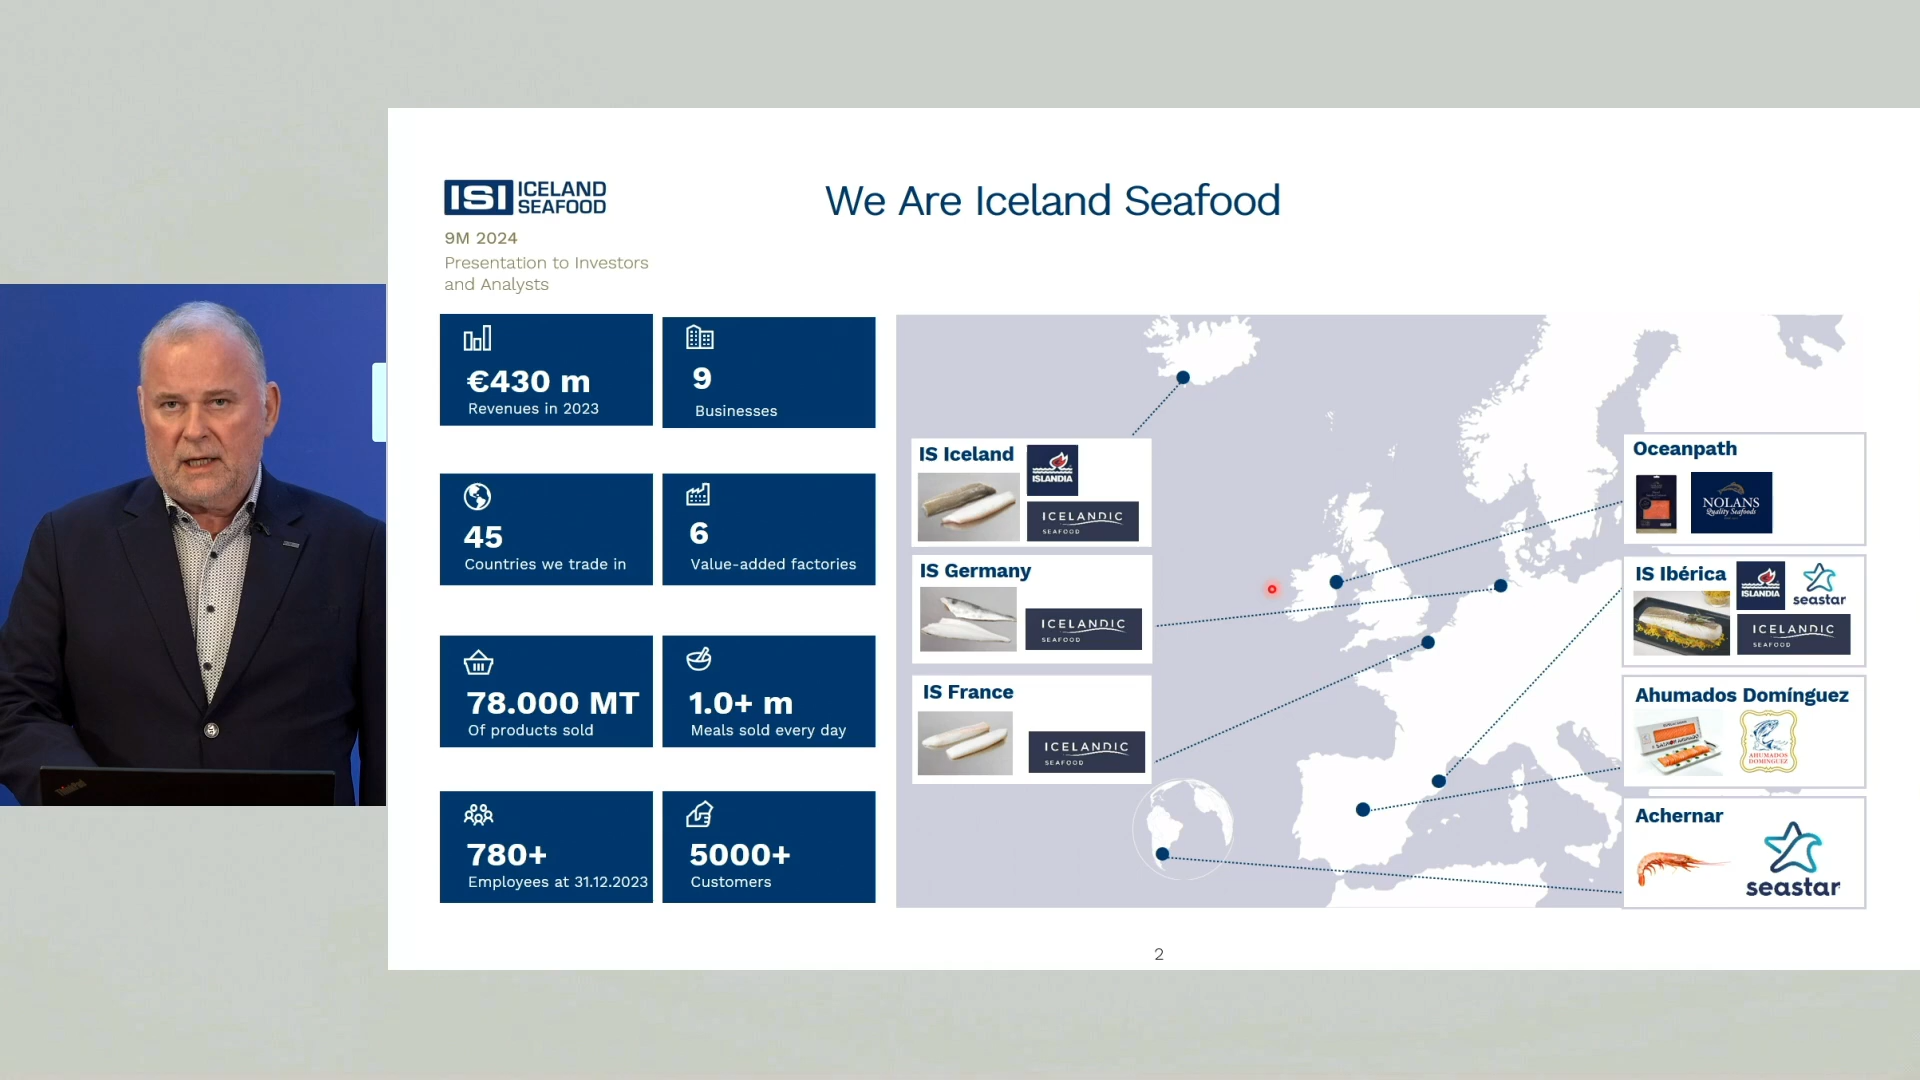 ISI ICELAND
SEAFOOD
We Are Iceland Seafood
9M 2024
Presentation to Investors
and Analysts
€430 m
Revenues in 2023
9
Businesses
45
Countries we trade in
6
Value-added factories
78.000 MT
Of products sold
1.0+ m
Meals sold every day
780+
Employees at 31.12.2023
5000+
Customers
IS Iceland
ISLANDIA
ICELANDIC
SEAFOOD
IS Germany
ICELANDIC
SEAFOOD
IS France
ICELANDIC
SEAFOOD
Oceanpath
NOLANS
Quality Seafoods
IS Ibérica
ISLANDIA
seastar
ICELANDIC
SEAFOOD
Ahumados Domínguez
AHUMADOS
DOMINGUEZ
Achernar
seastar
2